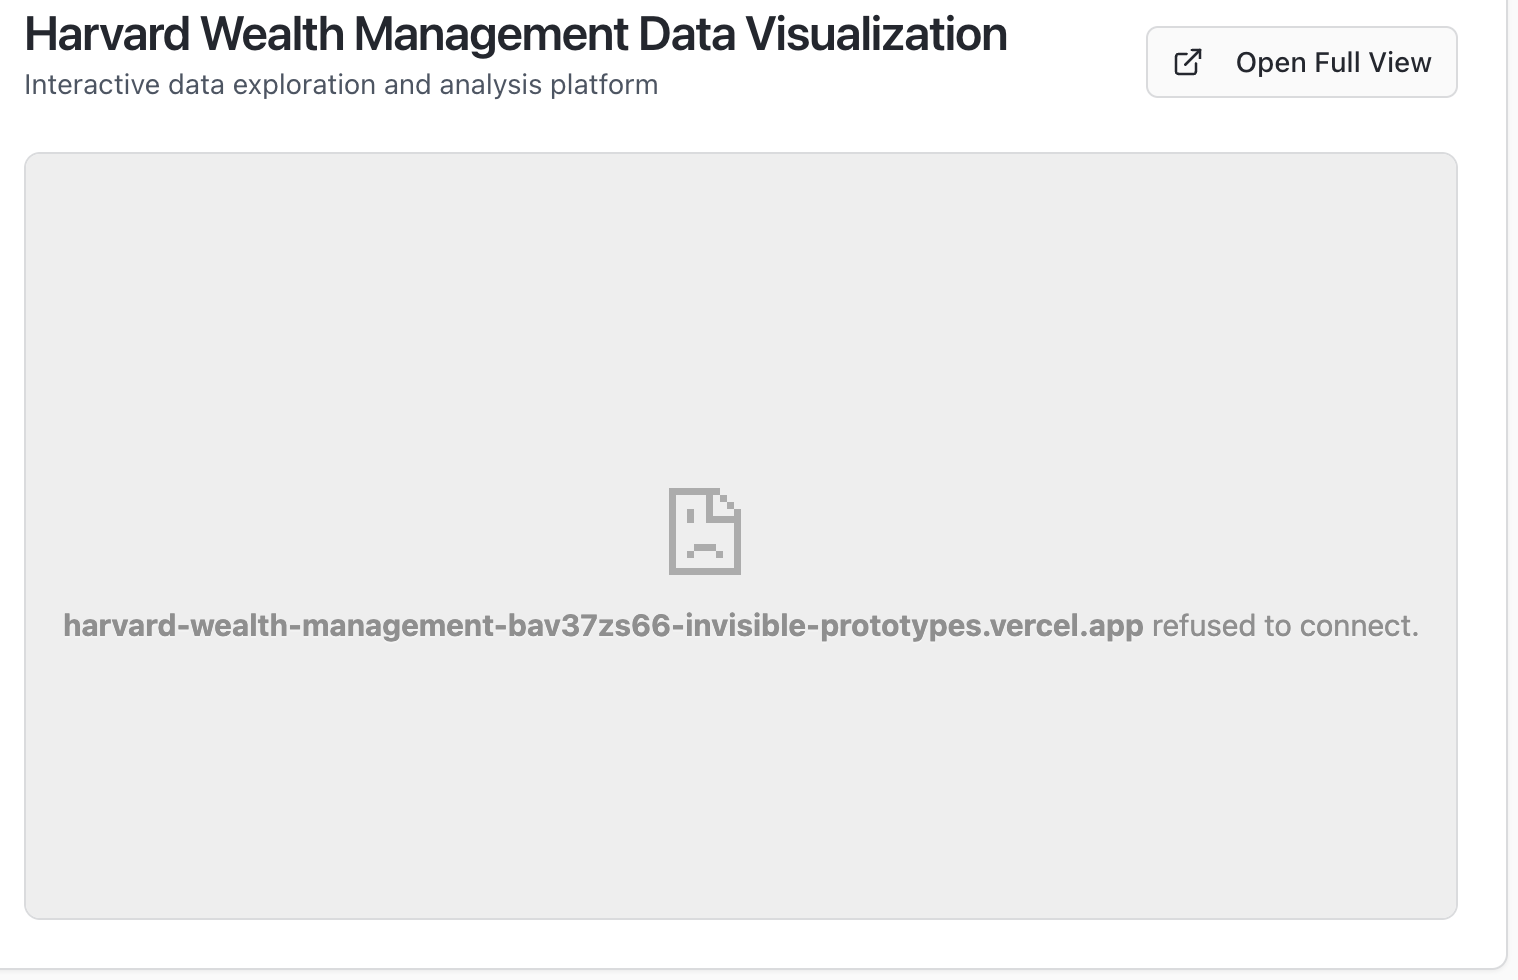 Harvard Wealth Management Data Visualization
Interactive data exploration and analysis platform
Open Full View
harvard-wealth-management-bav37zs66-invisible-prototypes.vercel.app refused to connect.